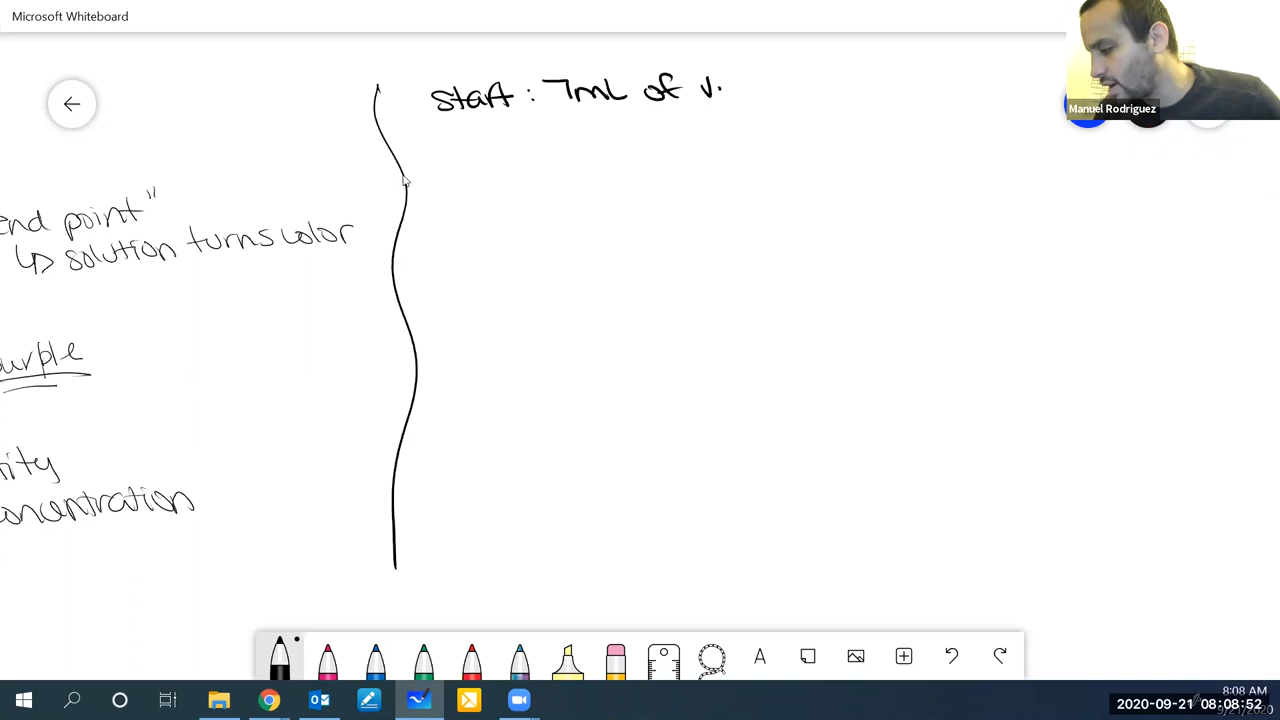 Microsoft Whiteboard
start: 7mL of v.
Manuel Rodriguez
end point"
↳ solution turns color
urple
rity
oncentration
A
8:08 AM
2020-09-21 08:08:52